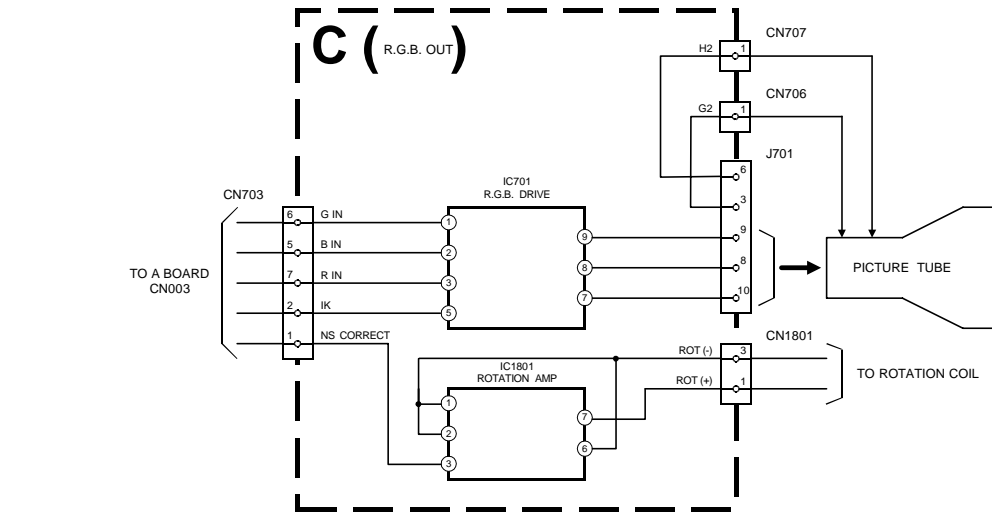 C ( R.G.B. OUT )
CN707
H2 1
CN706
G2 1
J701
6
3
9
8
10
CN703
6 G IN
5 B IN
7 R IN
2 IK
1 NS CORRECT
TO A BOARD
CN003
IC701
R.G.B. DRIVE
1
2
3
5
9
8
7
PICTURE TUBE
IC1801
ROTATION AMP
1
2
3
7
6
CN1801
ROT (-) 3
ROT (+) 1
TO ROTATION COIL